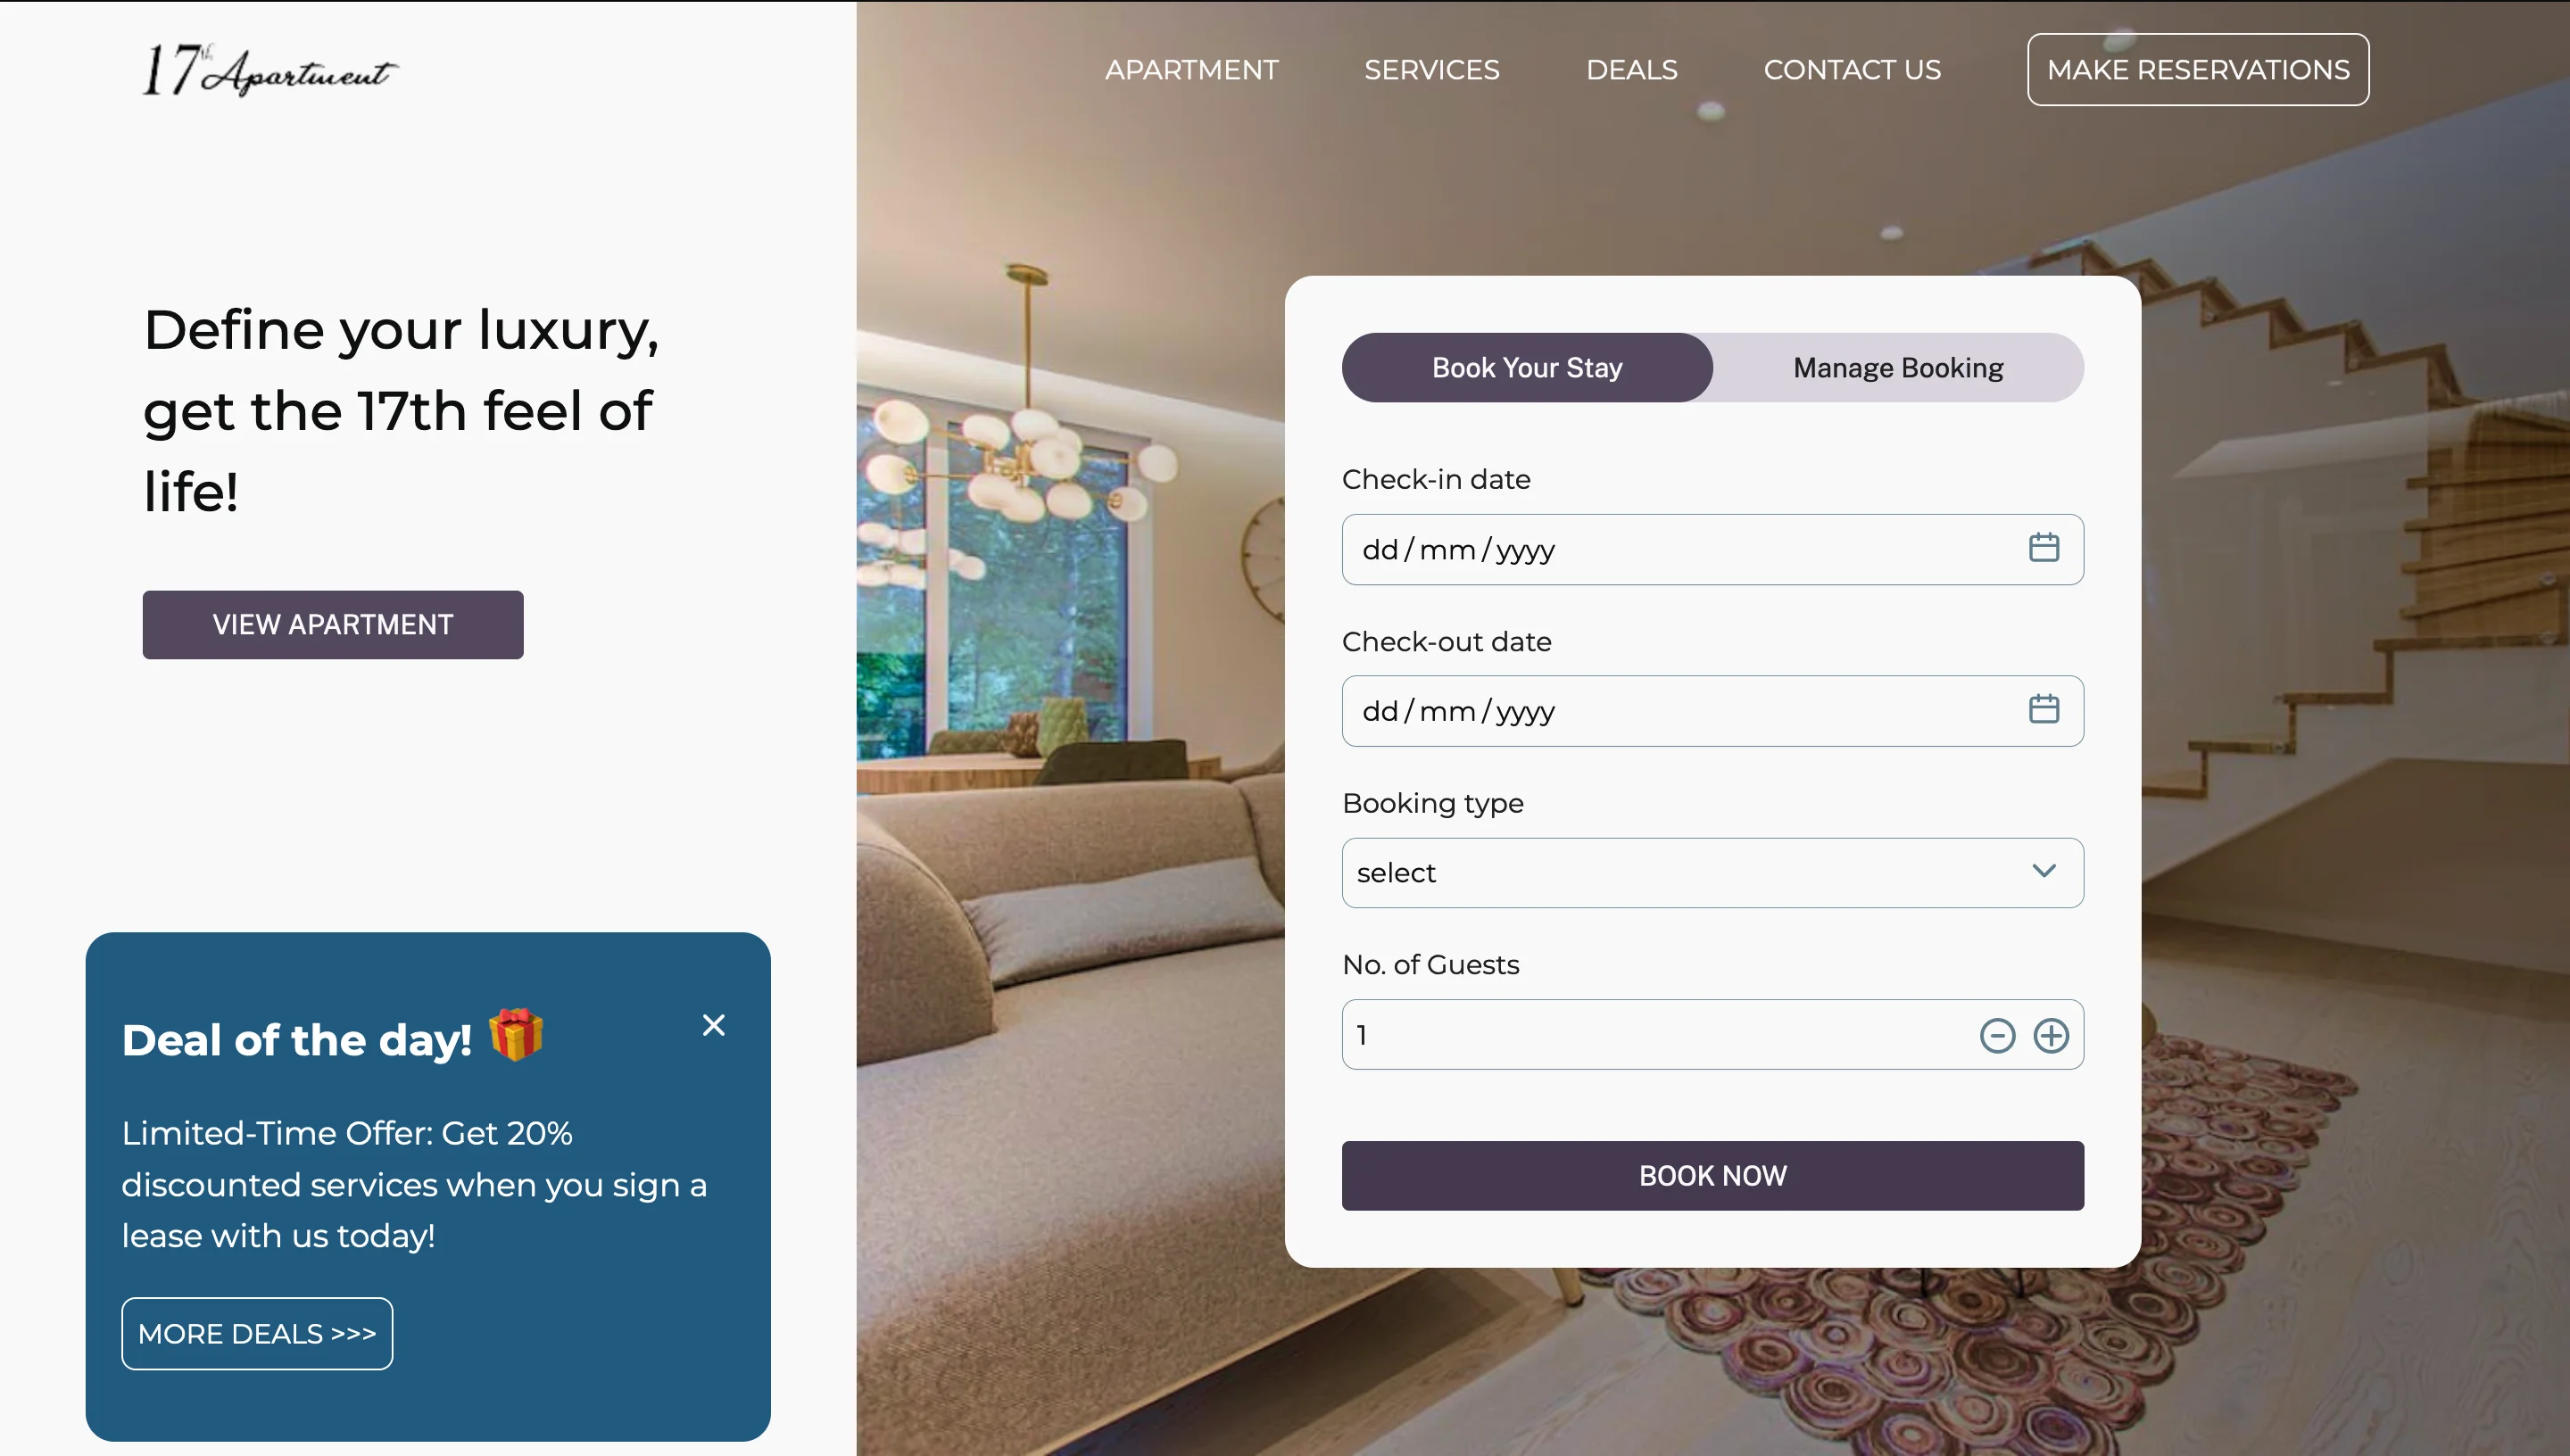 17th Apartment
APARTMENT
SERVICES
DEALS
CONTACT US
MAKE RESERVATIONS
Define your luxury,
get the 17th feel of
life!
VIEW APARTMENT
Deal of the day! 🎁
Limited-Time Offer: Get 20%
discounted services when you sign a
lease with us today!
MORE DEALS >>>
Book Your Stay
Manage Booking
Check-in date
dd/mm/yyyy
Check-out date
dd/mm/yyyy
Booking type
select
No. of Guests
1
BOOK NOW